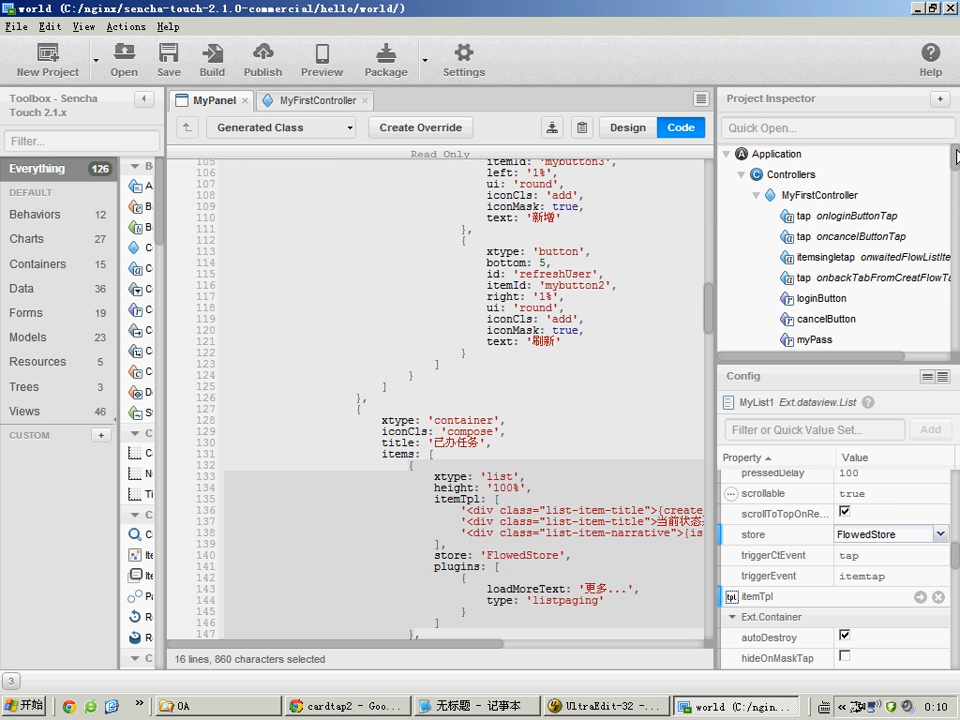 world (C:/nginx/sencha-touch-2.1.0-commercial/hello/world/)
File Edit View Actions Help
New Project Open Save Build Publish Preview Package Settings Help
Toolbox - Sencha Touch 2.1.x
Filter...
Everything 126
DEFAULT
Behaviors 12
Charts 27
Containers 15
Data 36
Forms 19
Models 23
Resources 5
Trees 3
Views 46
CUSTOM +
MyPanel × MyFirstController ×
Generated Class Create Override Design Code
Read Only
105 itemId: 'mybutton3',
106 left: '1%',
107 ui: 'round',
108 iconCls: 'add',
109 iconMask: true,
110 text: '新增'
111 },
112 {
113 xtype: 'button',
114 bottom: 5,
115 id: 'refreshUser',
116 itemId: 'mybutton2',
117 right: '1%',
118 ui: 'round',
119 iconCls: 'add',
120 iconMask: true,
121 text: '刷新'
122 }
123 ]
124 }
125 ]
126 },
127 {
128 xtype: 'container',
129 iconCls: 'compose',
130 title: '已办任务',
131 items: [
132 {
133 xtype: 'list',
134 height: '100%',
135 itemTpl: [
136 '<div class="list-item-title">{create
137 '<div class="list-item-title">当前状态
138 '<div class="list-item-narrative">{is
139 ],
140 store: 'FlowedStore',
141 plugins: [
142 {
143 loadMoreText: '更多...',
144 type: 'listpaging'
145 }
146 ]
147 },
16 lines, 860 characters selected
Project Inspector +
Quick Open...
Application
Controllers
MyFirstController
tap onloginButtonTap
tap oncancelButtonTap
itemsingletap onwaitedFlowListIte
tap onbackTabFromCreatFlowTa
loginButton
cancelButton
myPass
Config
MyList1 Ext.dataview.List ?
Filter or Quick Value Set... Add
Property Value
pressedDelay 100
scrollable true
scrollToTopOnRe...
store FlowedStore
triggerCtEvent tap
triggerEvent itemtap
itemTpl
Ext.Container
autoDestroy
hideOnMaskTap
3
开始 OA cardtap2 - Goo... 无标题 - 记事本 UltraEdit-32 - ... world (C:/ngin... 0:10